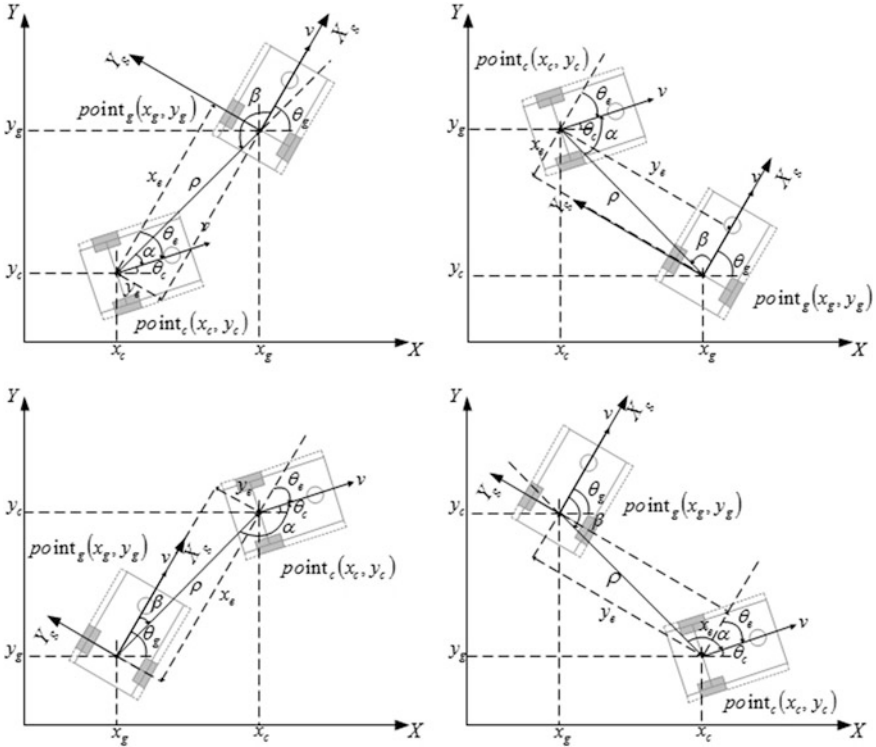 Y
v
X_g
Y_g
β
θ_g
point_g(x_g, y_g)
y_g
x_e
ρ
θ_e
v
α
θ_c
y_c
y_e
point_c(x_c, y_c)
x_c
x_g
X
Y
point_c(x_c, y_c)
θ_e
v
y_g
θ_c
α
x_e
y_e
v
X_g
Y_g
ρ
β
θ_g
y_c
point_g(x_g, y_g)
x_c
x_g
X
Y
y_e
θ_e
v
y_c
θ_c
α
point_g(x_g, y_g)
v
X_g
ρ
point_c(x_c, y_c)
β
x_e
Y_g
θ_g
y_g
x_g
x_c
X
Y
v
X_g
Y_g
θ_g
point_g(x_g, y_g)
y_c
β
ρ
y_e
x_e
α
θ_e
v
y_g
θ_c
point_c(x_c, y_c)
x_g
x_c
X